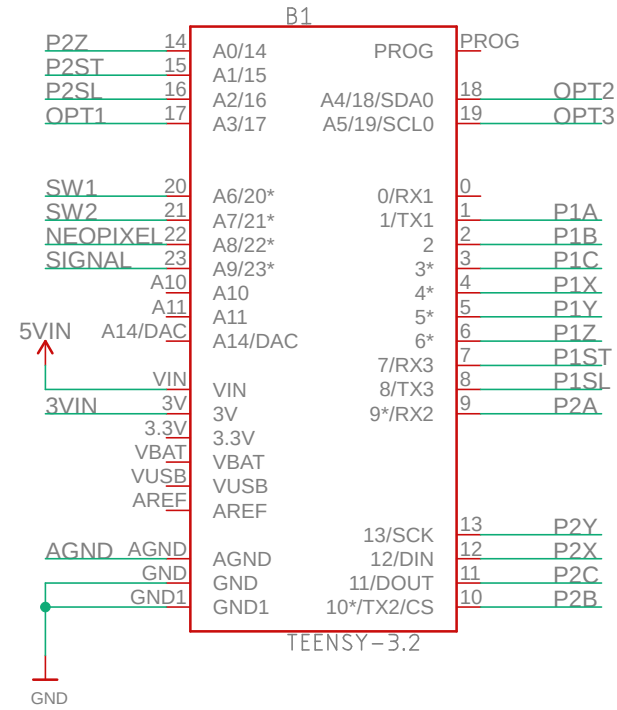 B1
P2Z 14 A0/14 PROG PROG
P2ST 15 A1/15
P2SL 16 A2/16 A4/18/SDA0 18 OPT2
OPT1 17 A3/17 A5/19/SCL0 19 OPT3
SW1 20 A6/20* 0/RX1 0
SW2 21 A7/21* 1/TX1 1 P1A
NEOPIXEL 22 A8/22* 2 2 P1B
SIGNAL 23 A9/23* 3* 3 P1C
A10 A10 4* 4 P1X
A11 A11 5* 5 P1Y
5VIN A14/DAC A14/DAC 6* 6 P1Z
7/RX3 7 P1ST
VIN VIN 8/TX3 8 P1SL
3VIN 3V 3V 9*/RX2 9 P2A
3.3V 3.3V
VBAT VBAT
VUSB VUSB
AREF AREF
13/SCK 13 P2Y
AGND AGND AGND 12/DIN 12 P2X
GND GND 11/DOUT 11 P2C
GND1 GND1 10*/TX2/CS 10 P2B
TEENSY-3.2
GND